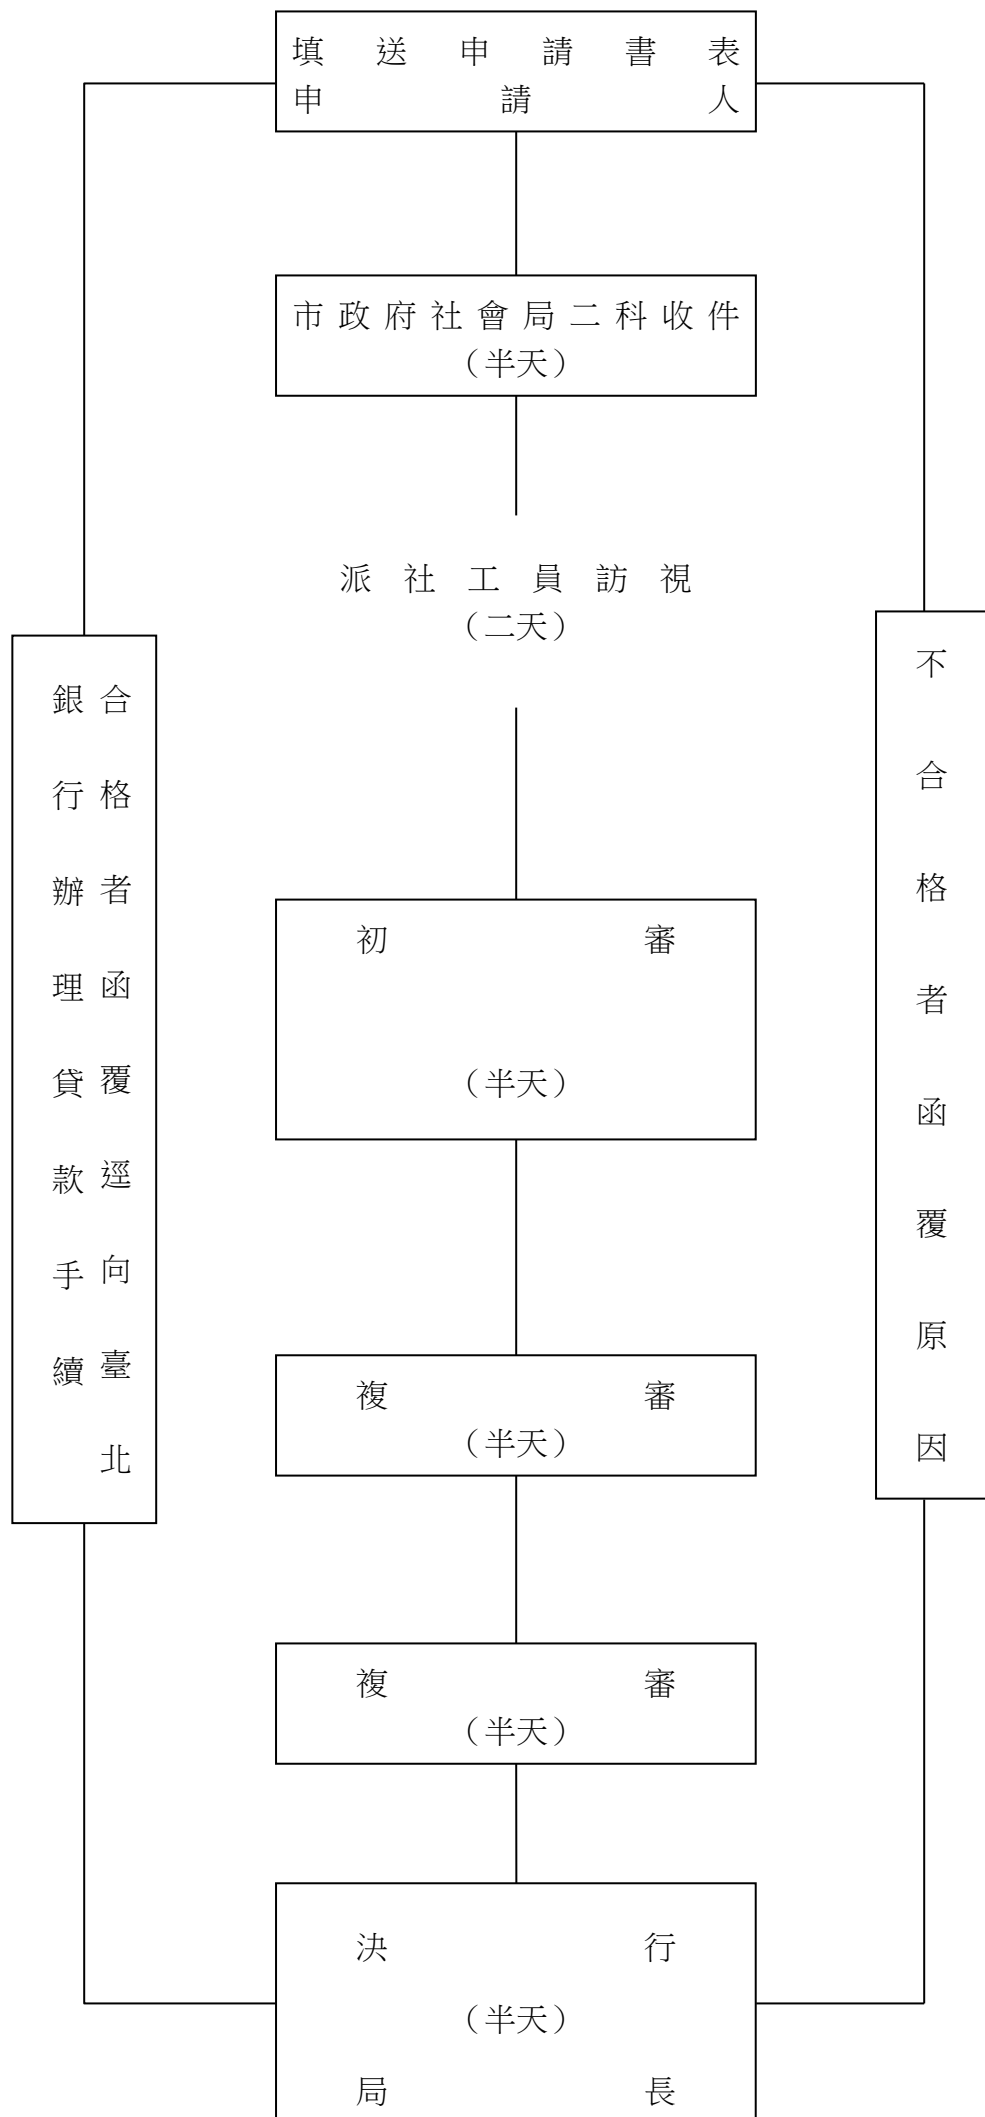 填送申請書表
申請人
市政府社會局二科收件
（半天）
派社工員訪視
（二天）
合格者函覆逕向臺北
銀行辦理貸款手續
不合格者函覆原因
初審
（半天）
複審
（半天）
複審
（半天）
決行
（半天）
局長